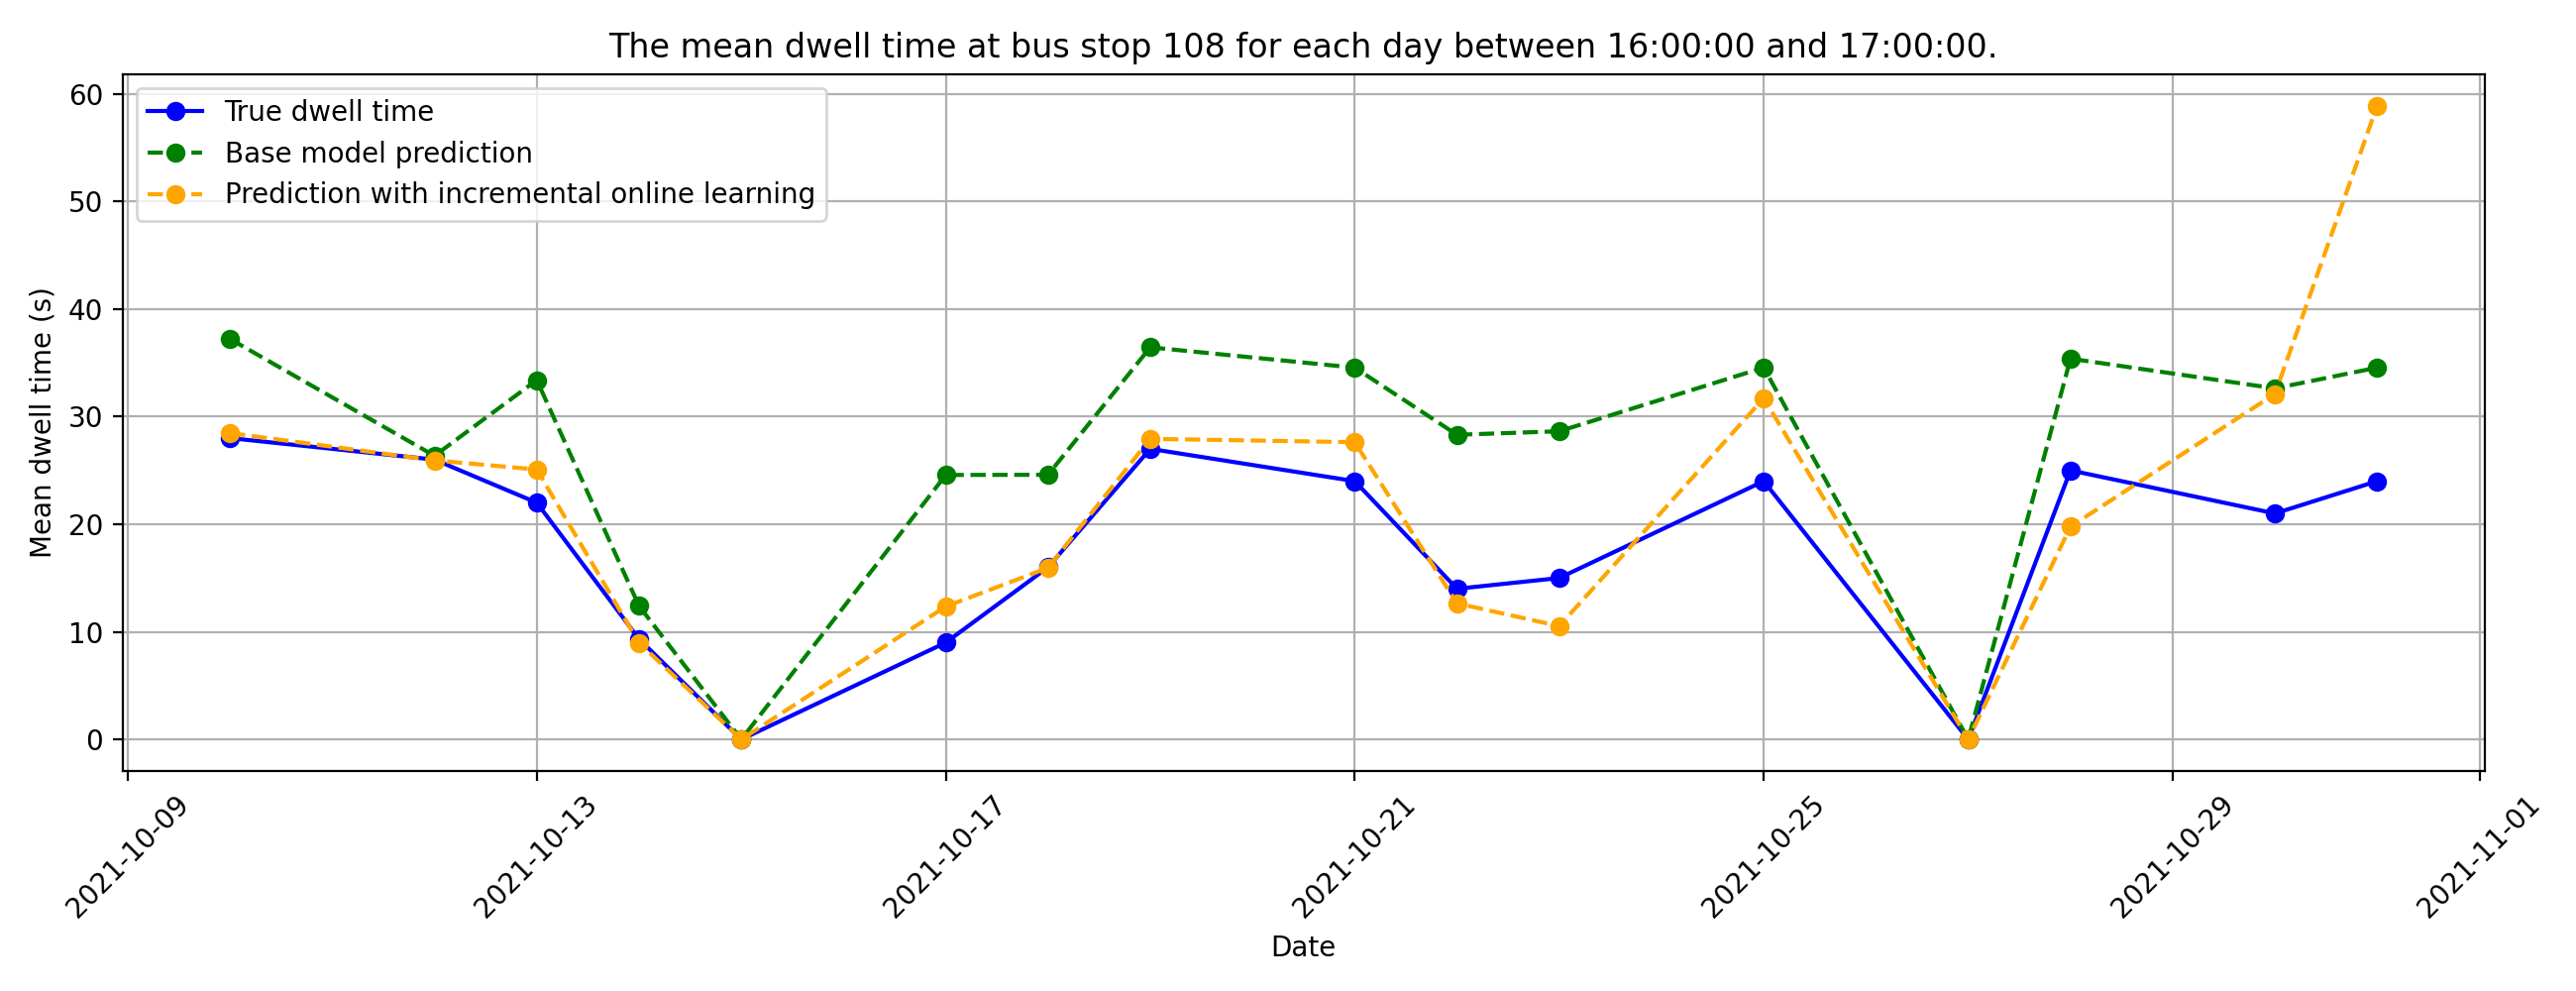 The mean dwell time at bus stop 108 for each day between 16:00:00 and 17:00:00.
True dwell time
Base model prediction
Prediction with incremental online learning
Mean dwell time (s)
60
50
40
30
20
10
0
2021-10-09
2021-10-13
2021-10-17
2021-10-21
2021-10-25
2021-10-29
2021-11-01
Date